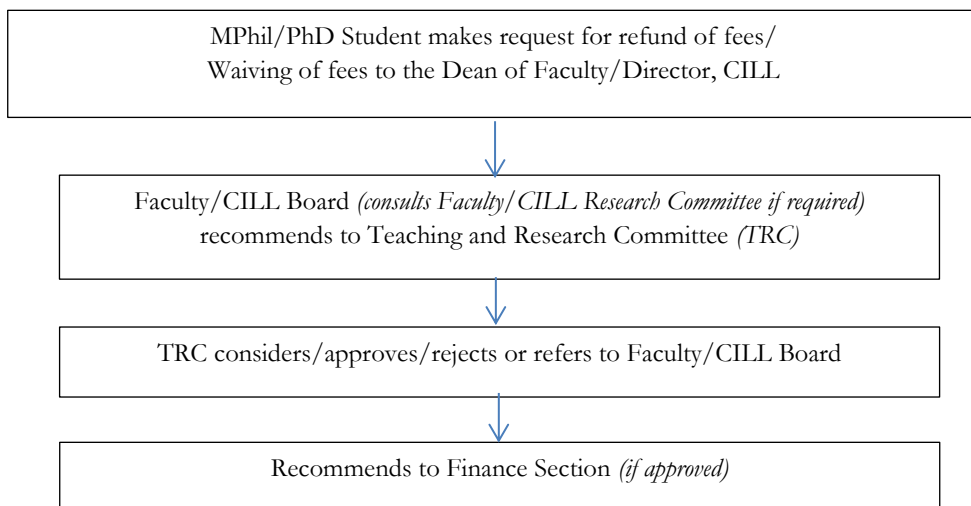 MPhil/PhD Student makes request for refund of fees/
Waiving of fees to the Dean of Faculty/Director, CILL
Faculty/CILL Board (consults Faculty/CILL Research Committee if required)
recommends to Teaching and Research Committee (TRC)
TRC considers/approves/rejects or refers to Faculty/CILL Board
Recommends to Finance Section (if approved)